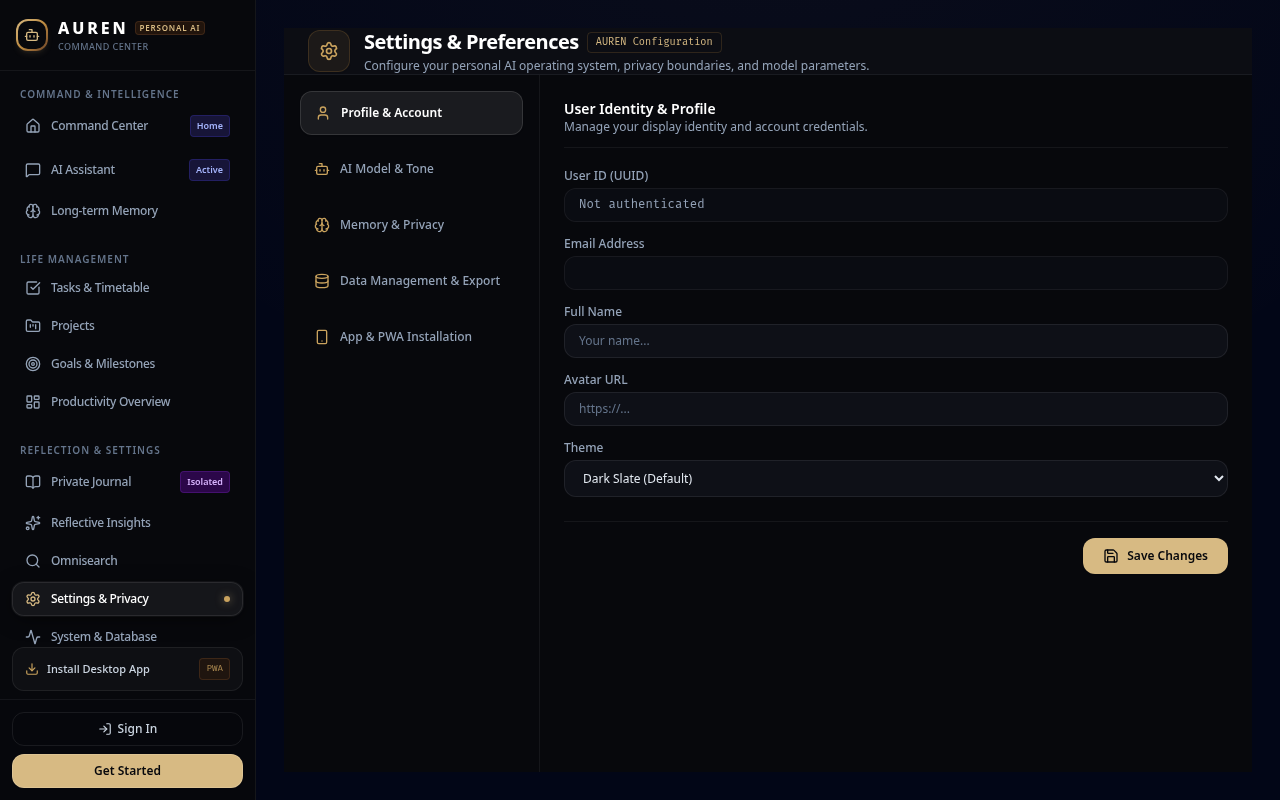 AUREN
PERSONAL AI
COMMAND CENTER
COMMAND & INTELLIGENCE
Command Center
Home
AI Assistant
Active
Long-term Memory
LIFE MANAGEMENT
Tasks & Timetable
Projects
Goals & Milestones
Productivity Overview
REFLECTION & SETTINGS
Private Journal
Isolated
Reflective Insights
Omnisearch
Settings & Privacy
System & Database
Install Desktop App
PWA
Sign In
Get Started
Settings & Preferences
AUREN Configuration
Configure your personal AI operating system, privacy boundaries, and model parameters.
Profile & Account
AI Model & Tone
Memory & Privacy
Data Management & Export
App & PWA Installation
User Identity & Profile
Manage your display identity and account credentials.
User ID (UUID)
Not authenticated
Email Address
Full Name
Your name...
Avatar URL
https://...
Theme
Dark Slate (Default)
Save Changes